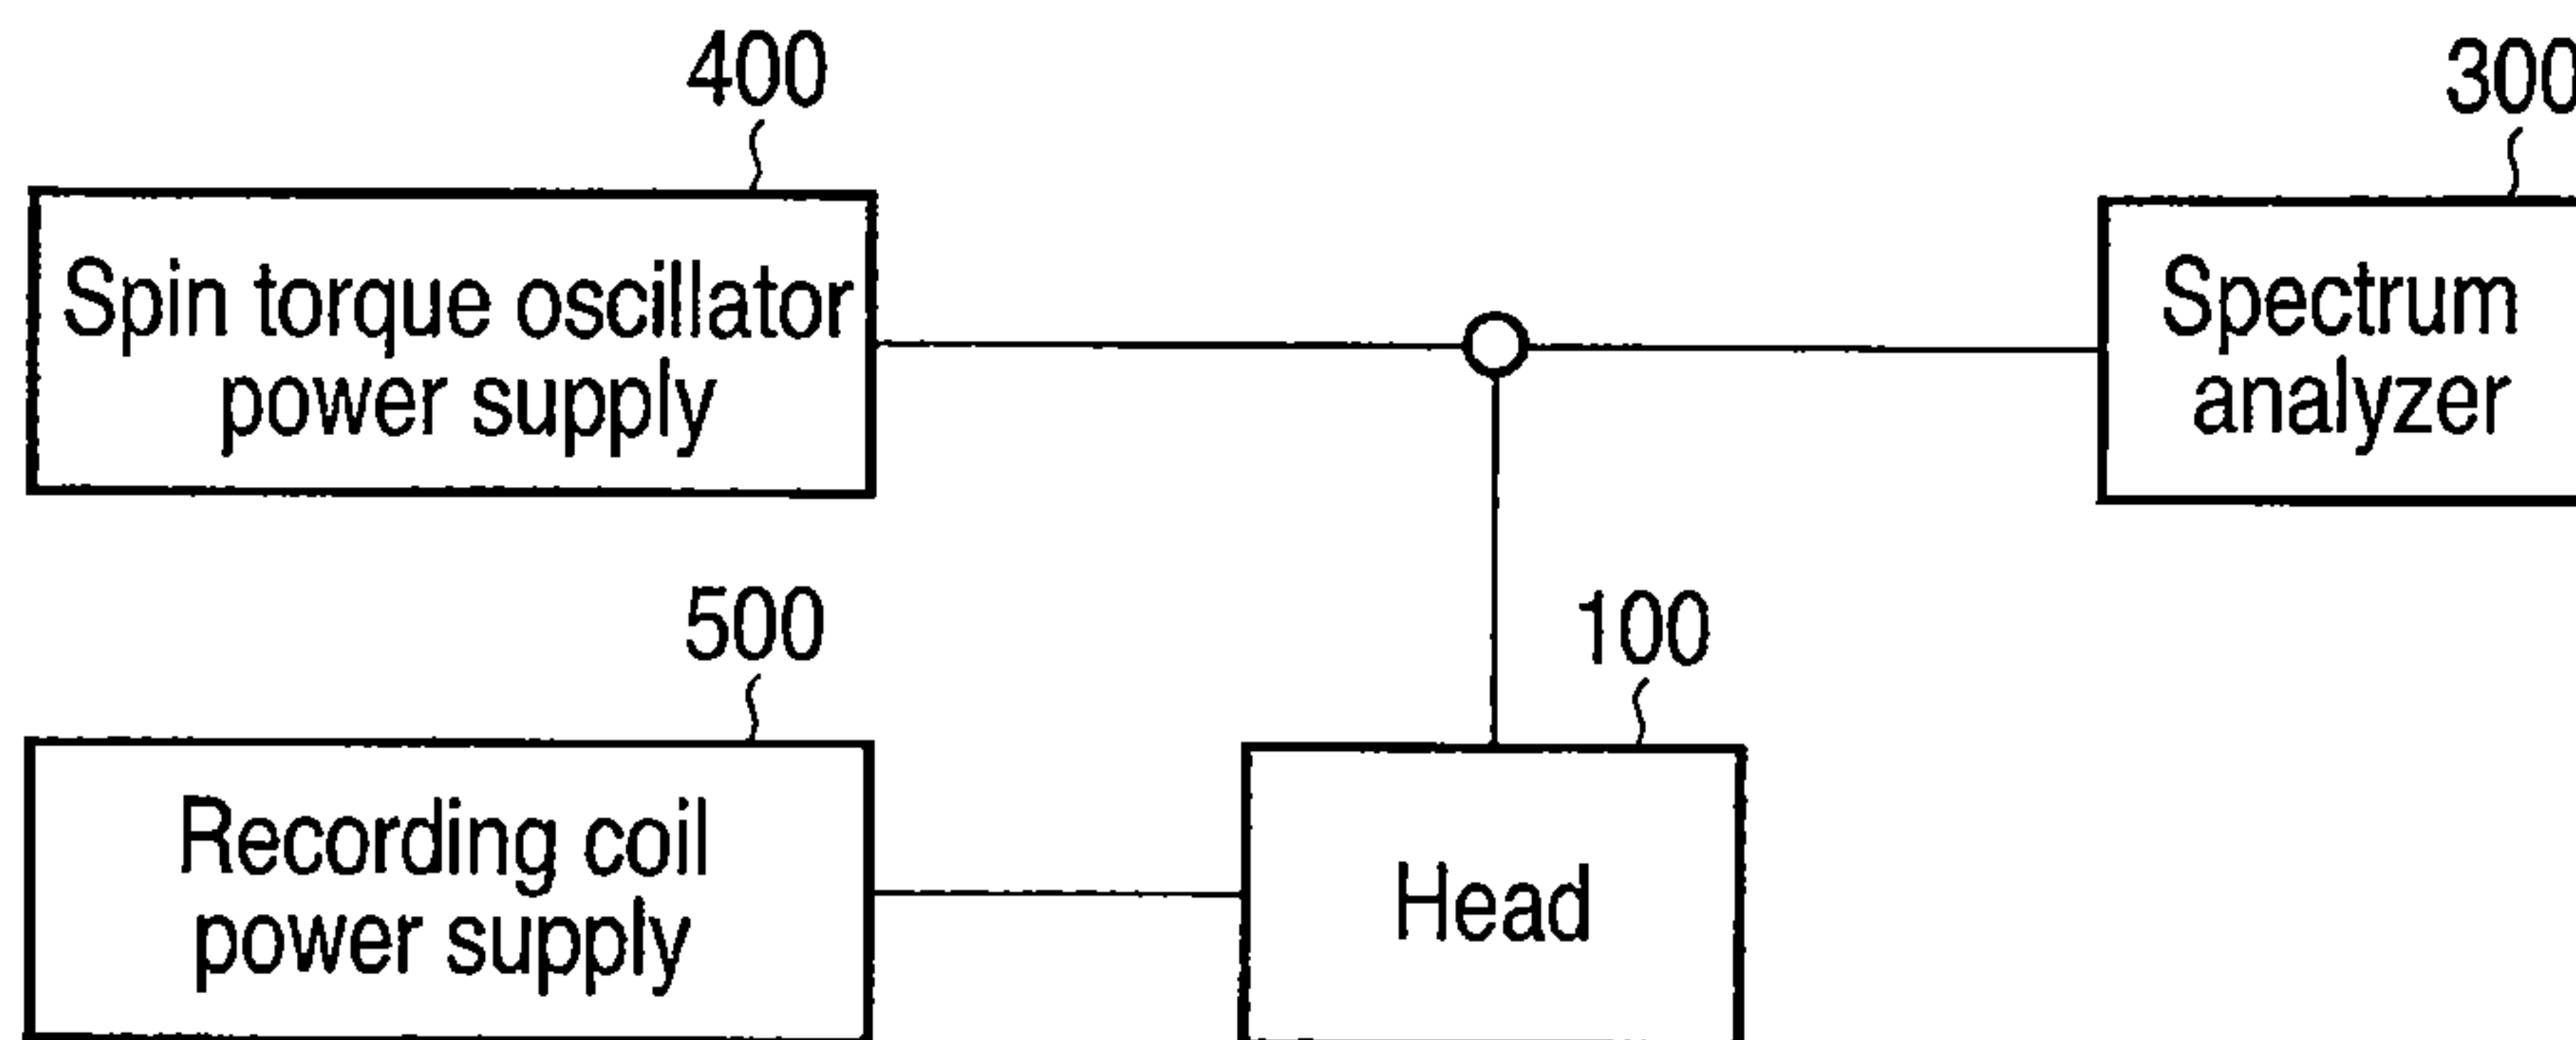 400
300
Spin torque oscillator
power supply
Spectrum
analyzer
500
100
Recording coil
power supply
Head